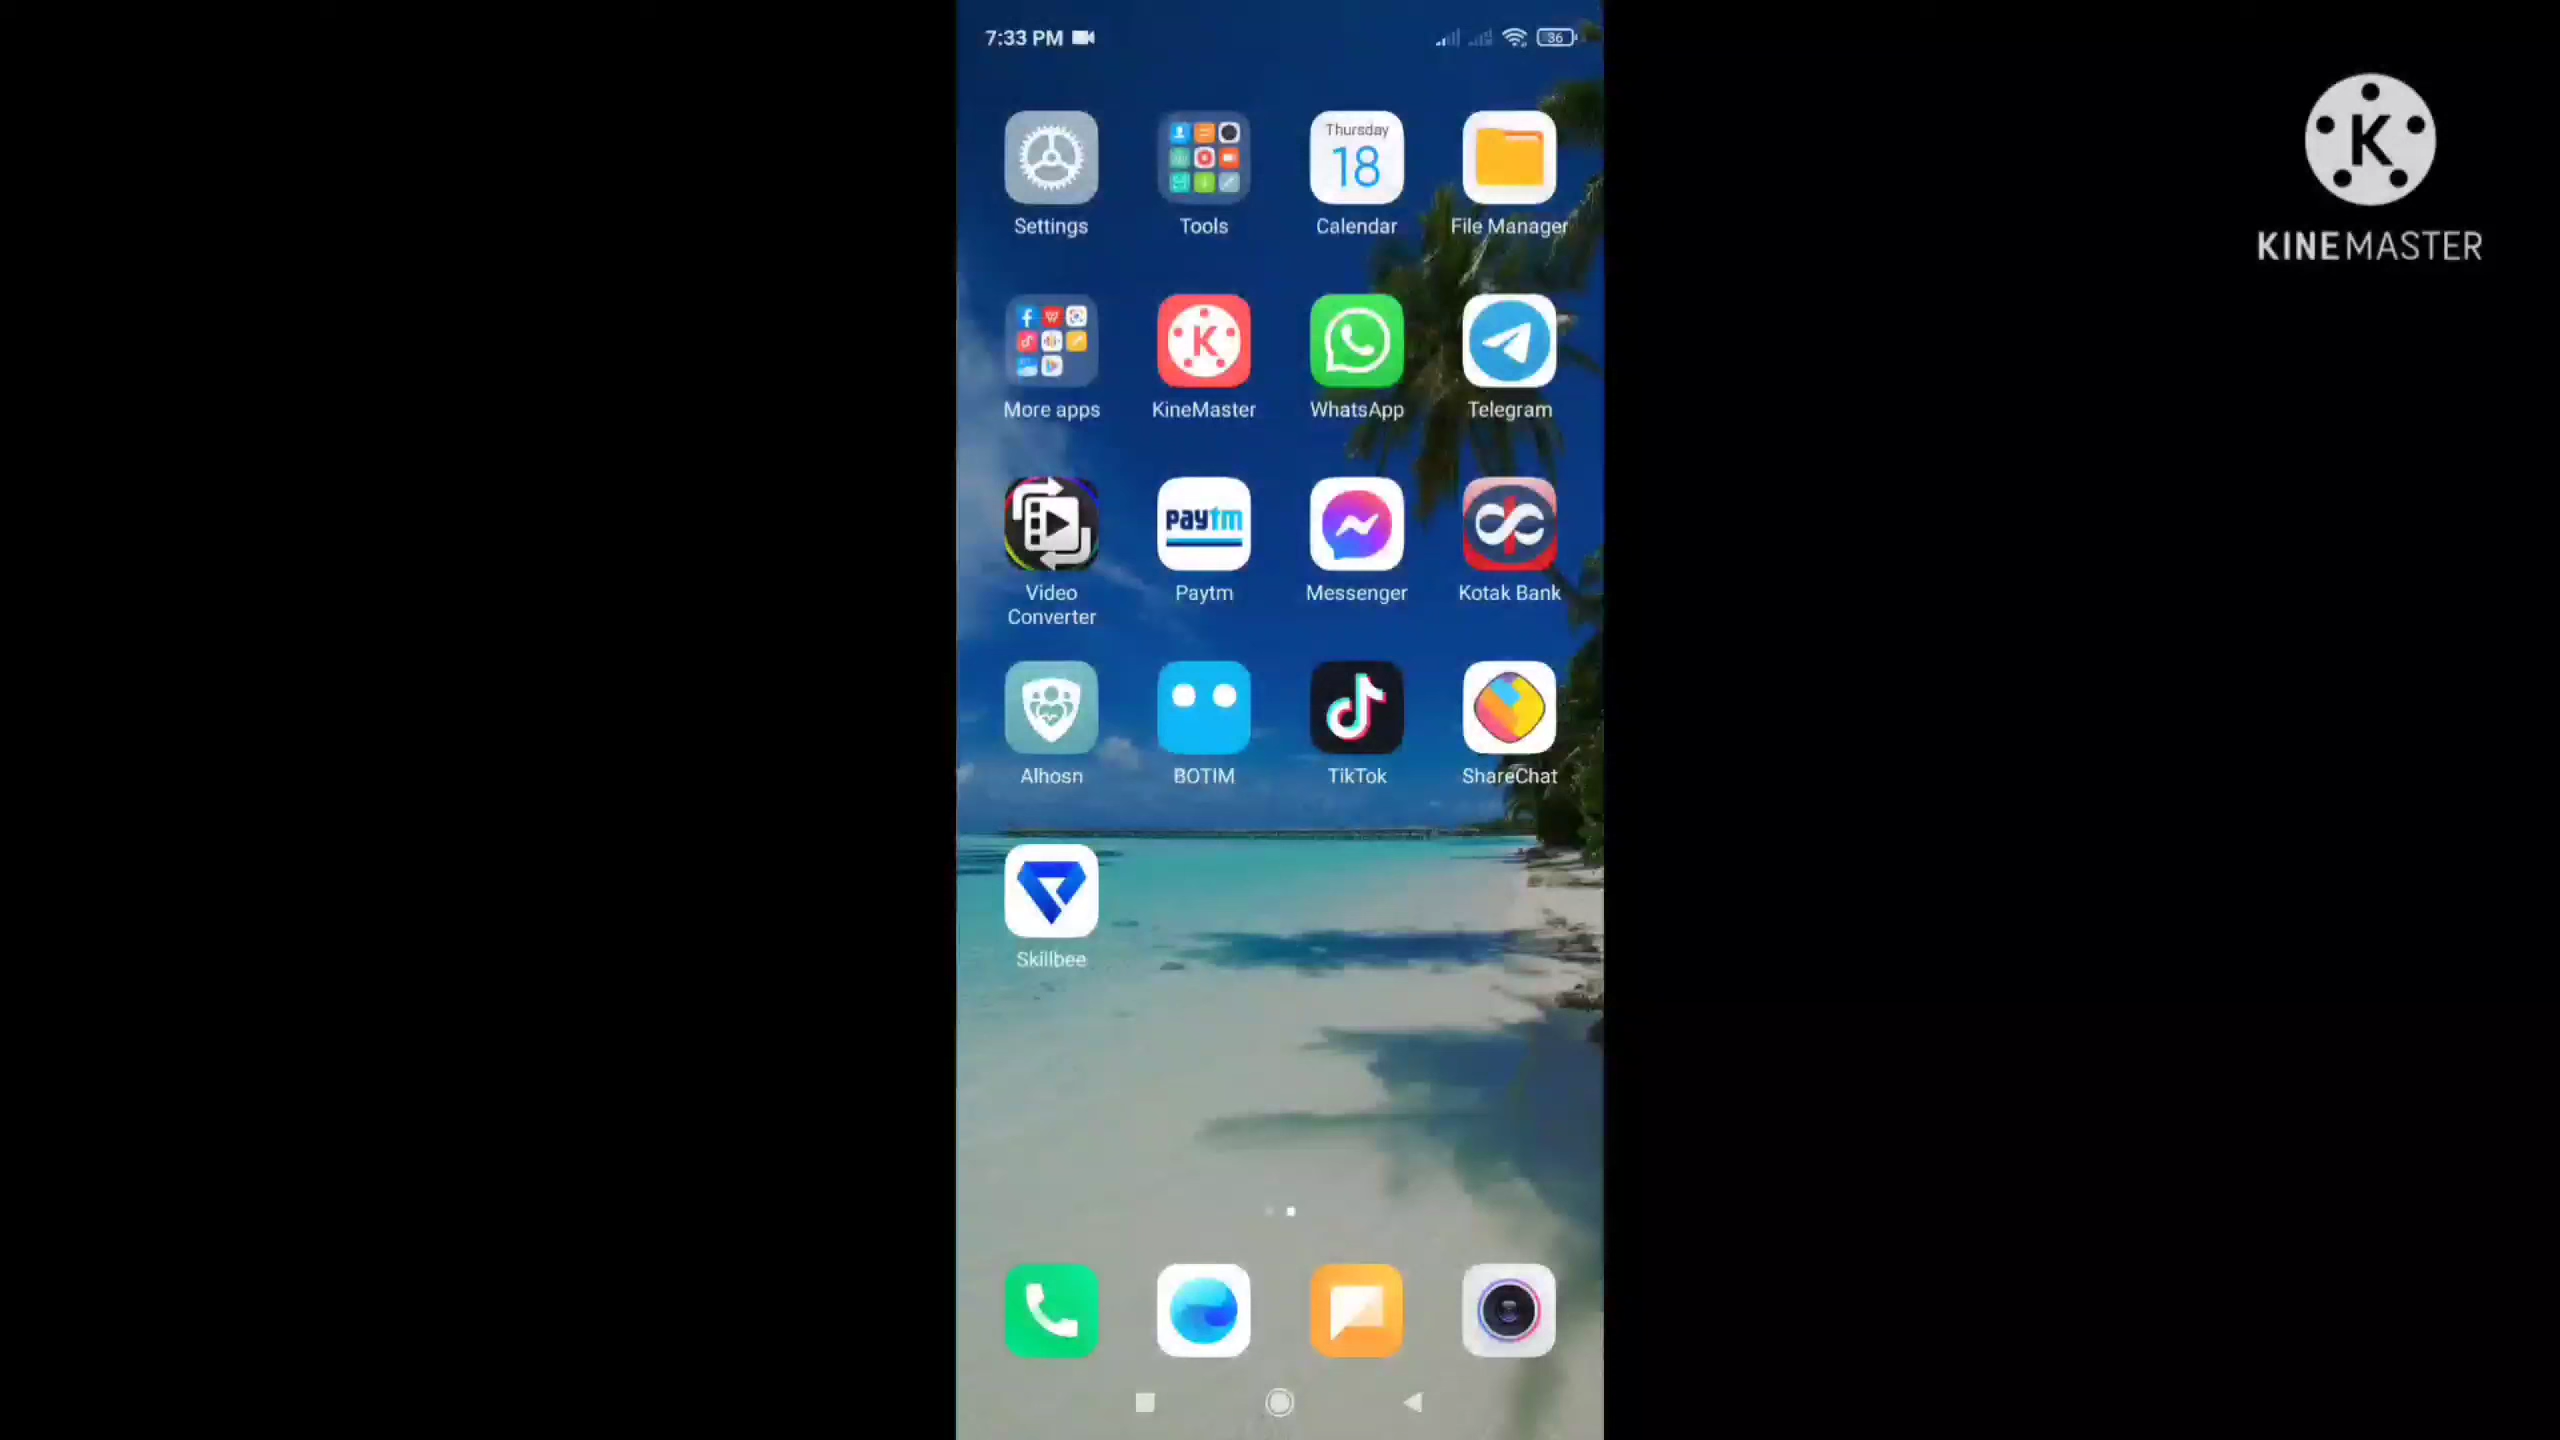 7:33 PM
36
K
KINEMASTER
Thursday
18
Settings
Tools
Calendar
File Manager
K
More apps
KineMaster
WhatsApp
Telegram
paytm
Video
Converter
Paytm
Messenger
Kotak Bank
Alhosn
BOTIM
TikTok
ShareChat
Skillbee